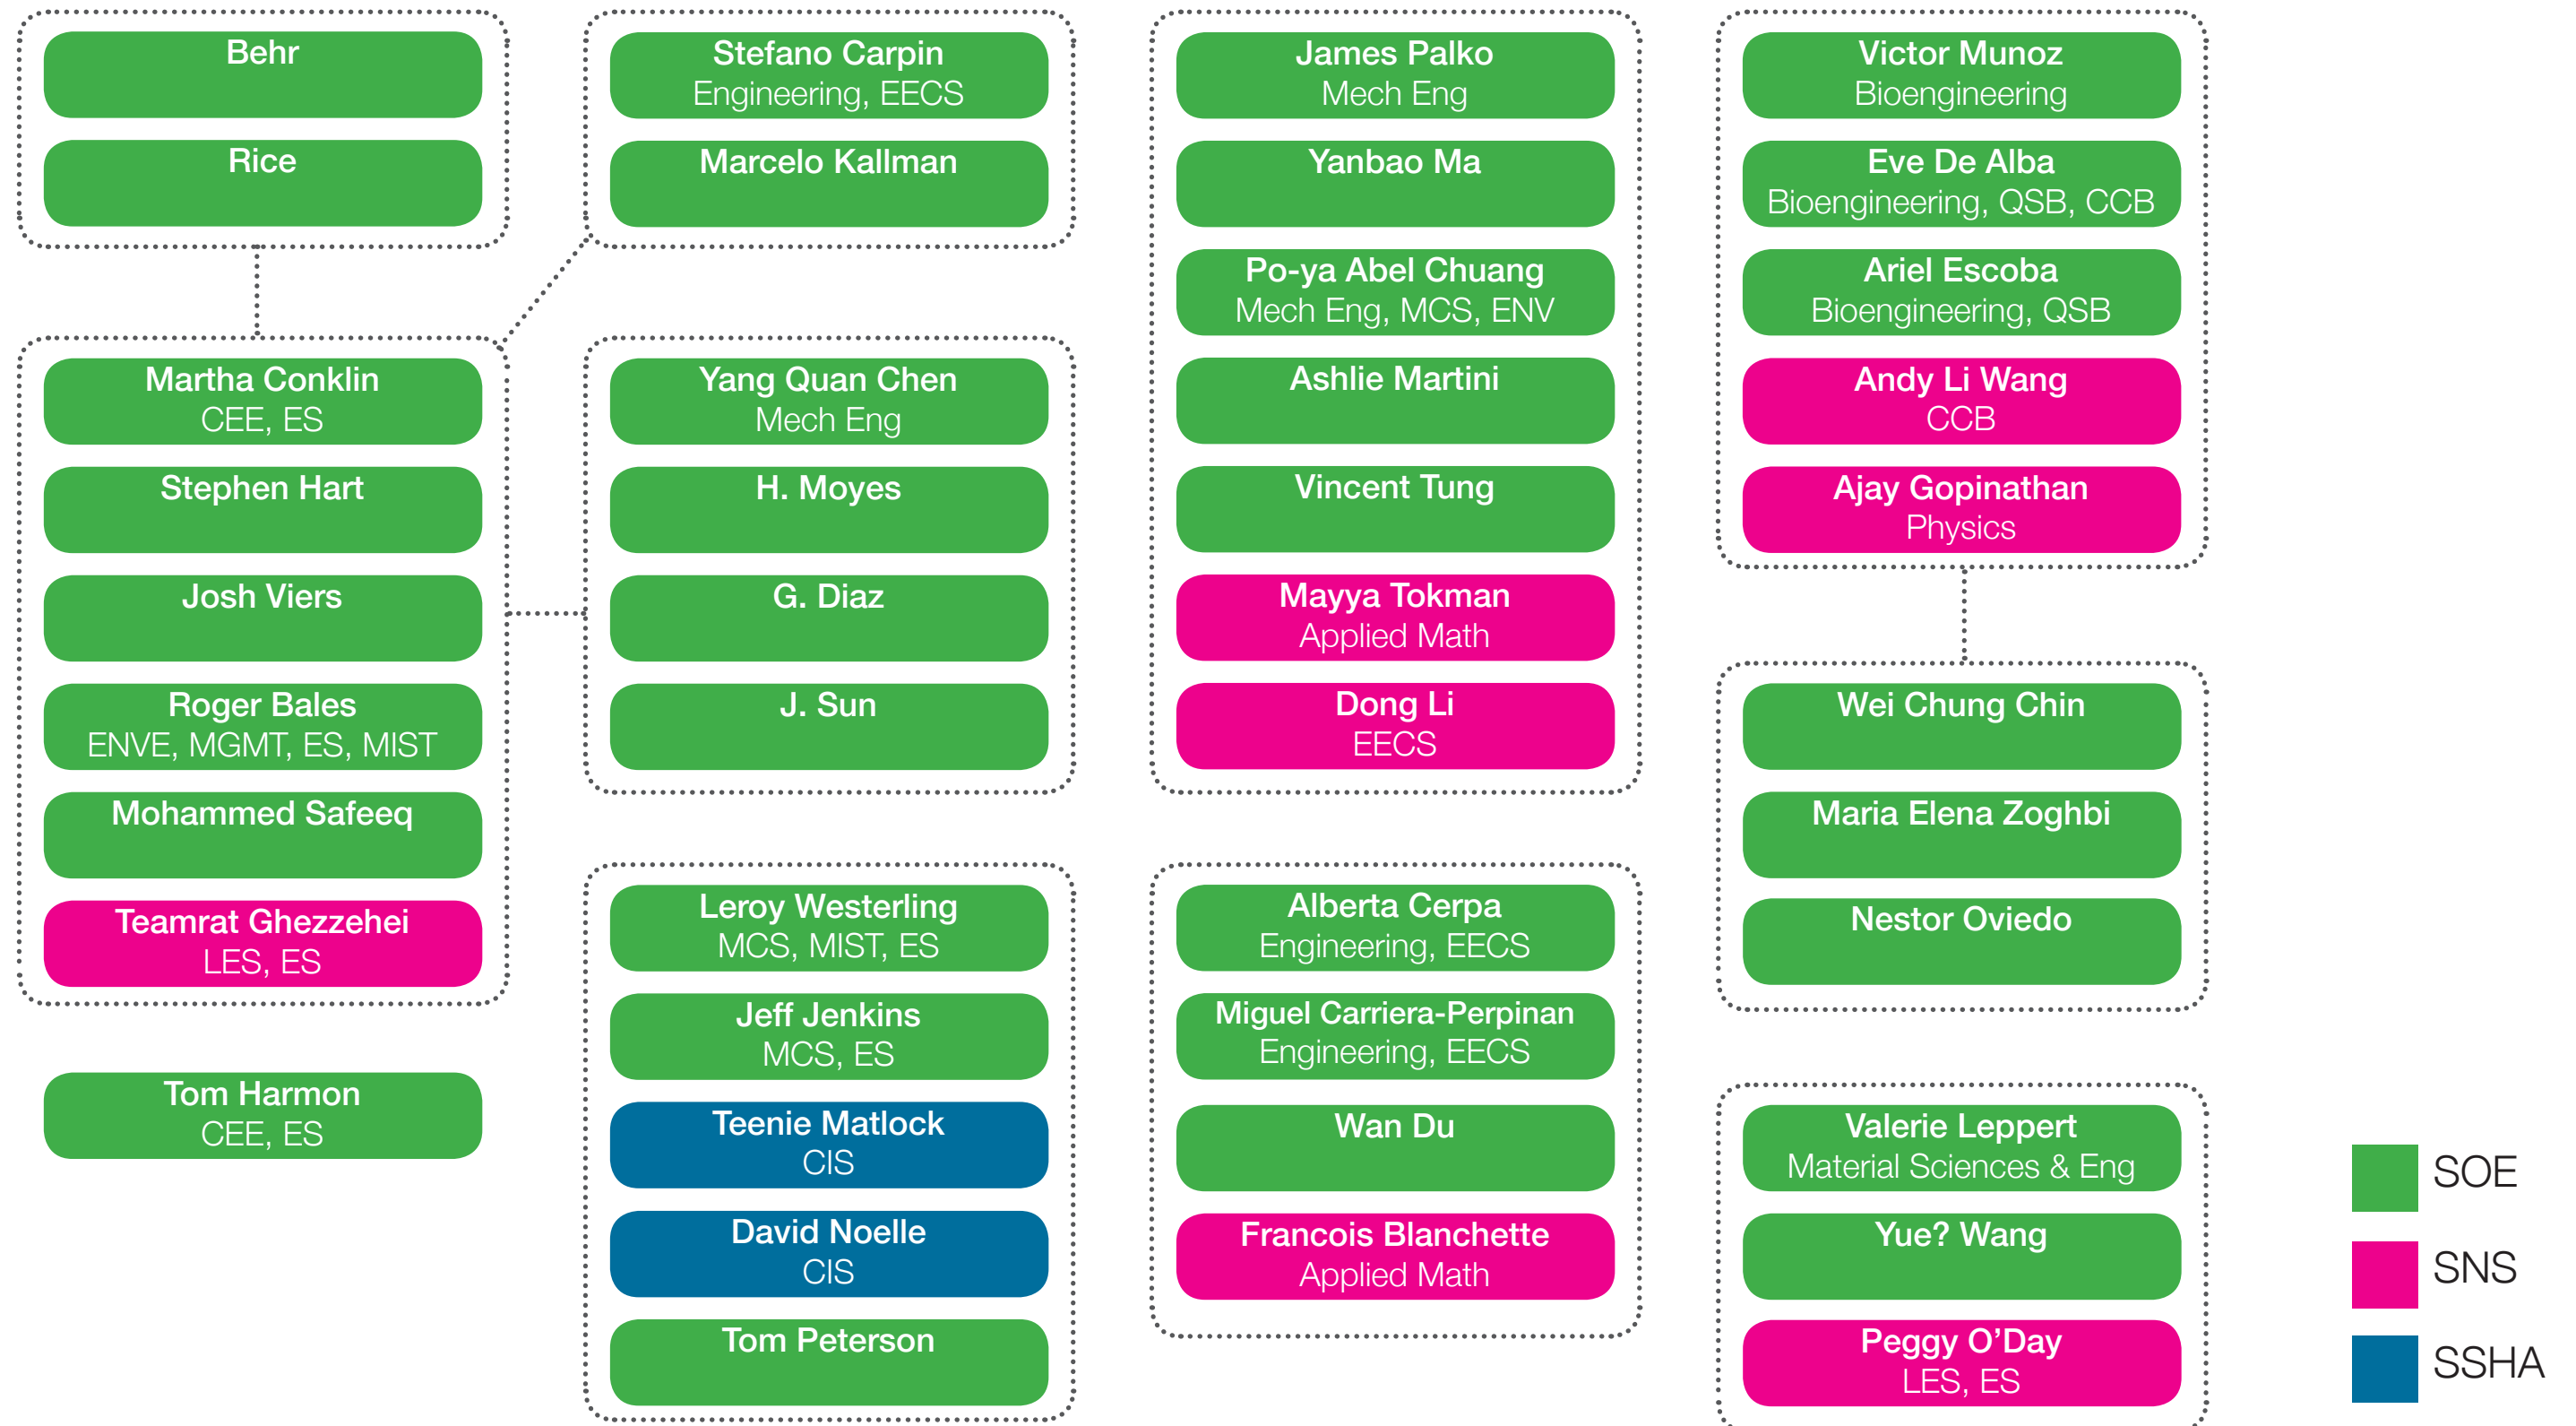 Behr
Rice
Martha Conklin
CEE, ES
Stephen Hart
Josh Viers
Roger Bales
ENVE, MGMT, ES, MIST
Mohammed Safeeq
Teamrat Ghezzehei
LES, ES
Tom Harmon
CEE, ES
Stefano Carpin
Engineering, EECS
Marcelo Kallman
Yang Quan Chen
Mech Eng
H. Moyes
G. Diaz
J. Sun
Leroy Westerling
MCS, MIST, ES
Jeff Jenkins
MCS, ES
Teenie Matlock
CIS
David Noelle
CIS
Tom Peterson
James Palko
Mech Eng
Yanbao Ma
Po-ya Abel Chuang
Mech Eng, MCS, ENV
Ashlie Martini
Vincent Tung
Mayya Tokman
Applied Math
Dong Li
EECS
Alberta Cerpa
Engineering, EECS
Miguel Carriera-Perpinan
Engineering, EECS
Wan Du
Francois Blanchette
Applied Math
Victor Munoz
Bioengineering
Eve De Alba
Bioengineering, QSB, CCB
Ariel Escoba
Bioengineering, QSB
Andy Li Wang
CCB
Ajay Gopinathan
Physics
Wei Chung Chin
Maria Elena Zoghbi
Nestor Oviedo
Valerie Leppert
Material Sciences & Eng
Yue? Wang
Peggy O’Day
LES, ES
SOE
SNS
SSHA